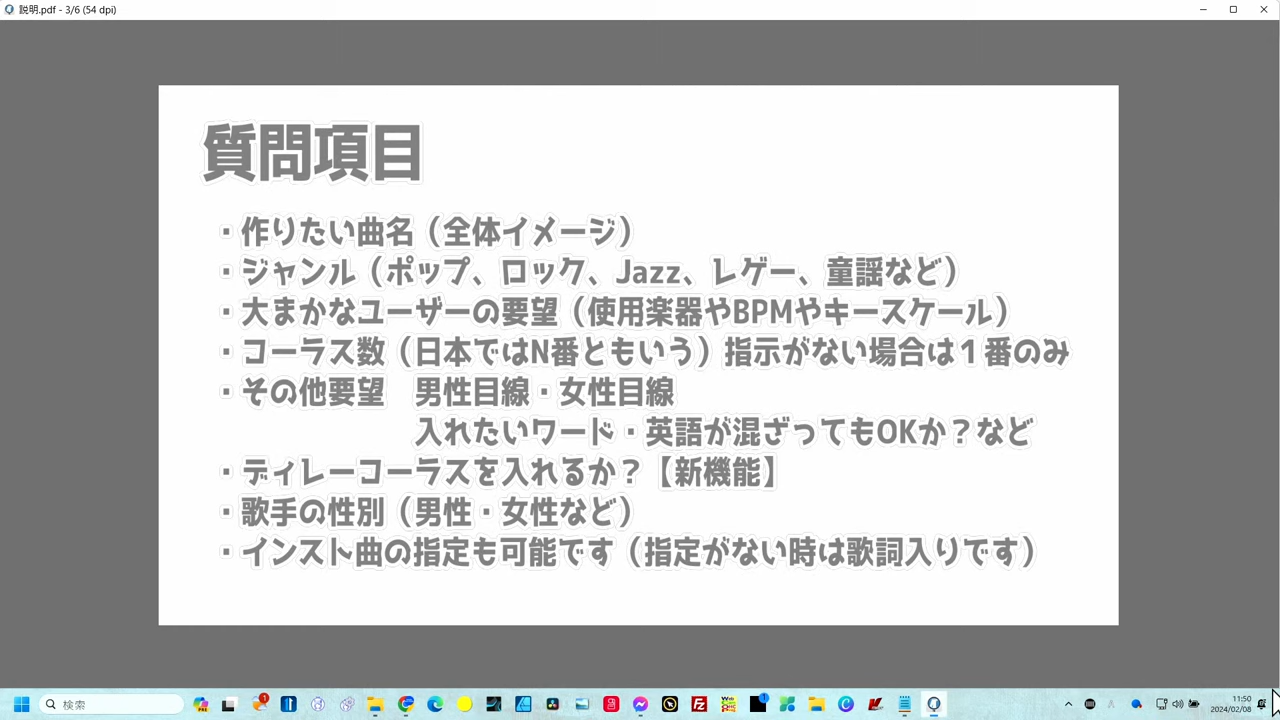 説明.pdf - 3/6 (54 dpi)
質問項目
・作りたい曲名（全体イメージ）
・ジャンル（ポップ、ロック、Jazz、レゲー、童謡など）
・大まかなユーザーの要望（使用楽器やBPMやキースケール）
・コーラス数（日本ではN番ともいう）指示がない場合は１番のみ
・その他要望　男性目線・女性目線
入れたいワード・英語が混ざってもOKか？など
・ディレーコーラスを入れるか？【新機能】
・歌手の性別（男性・女性など）
・インスト曲の指定も可能です（指定がない時は歌詞入りです）
検索
11:50
2024/02/08